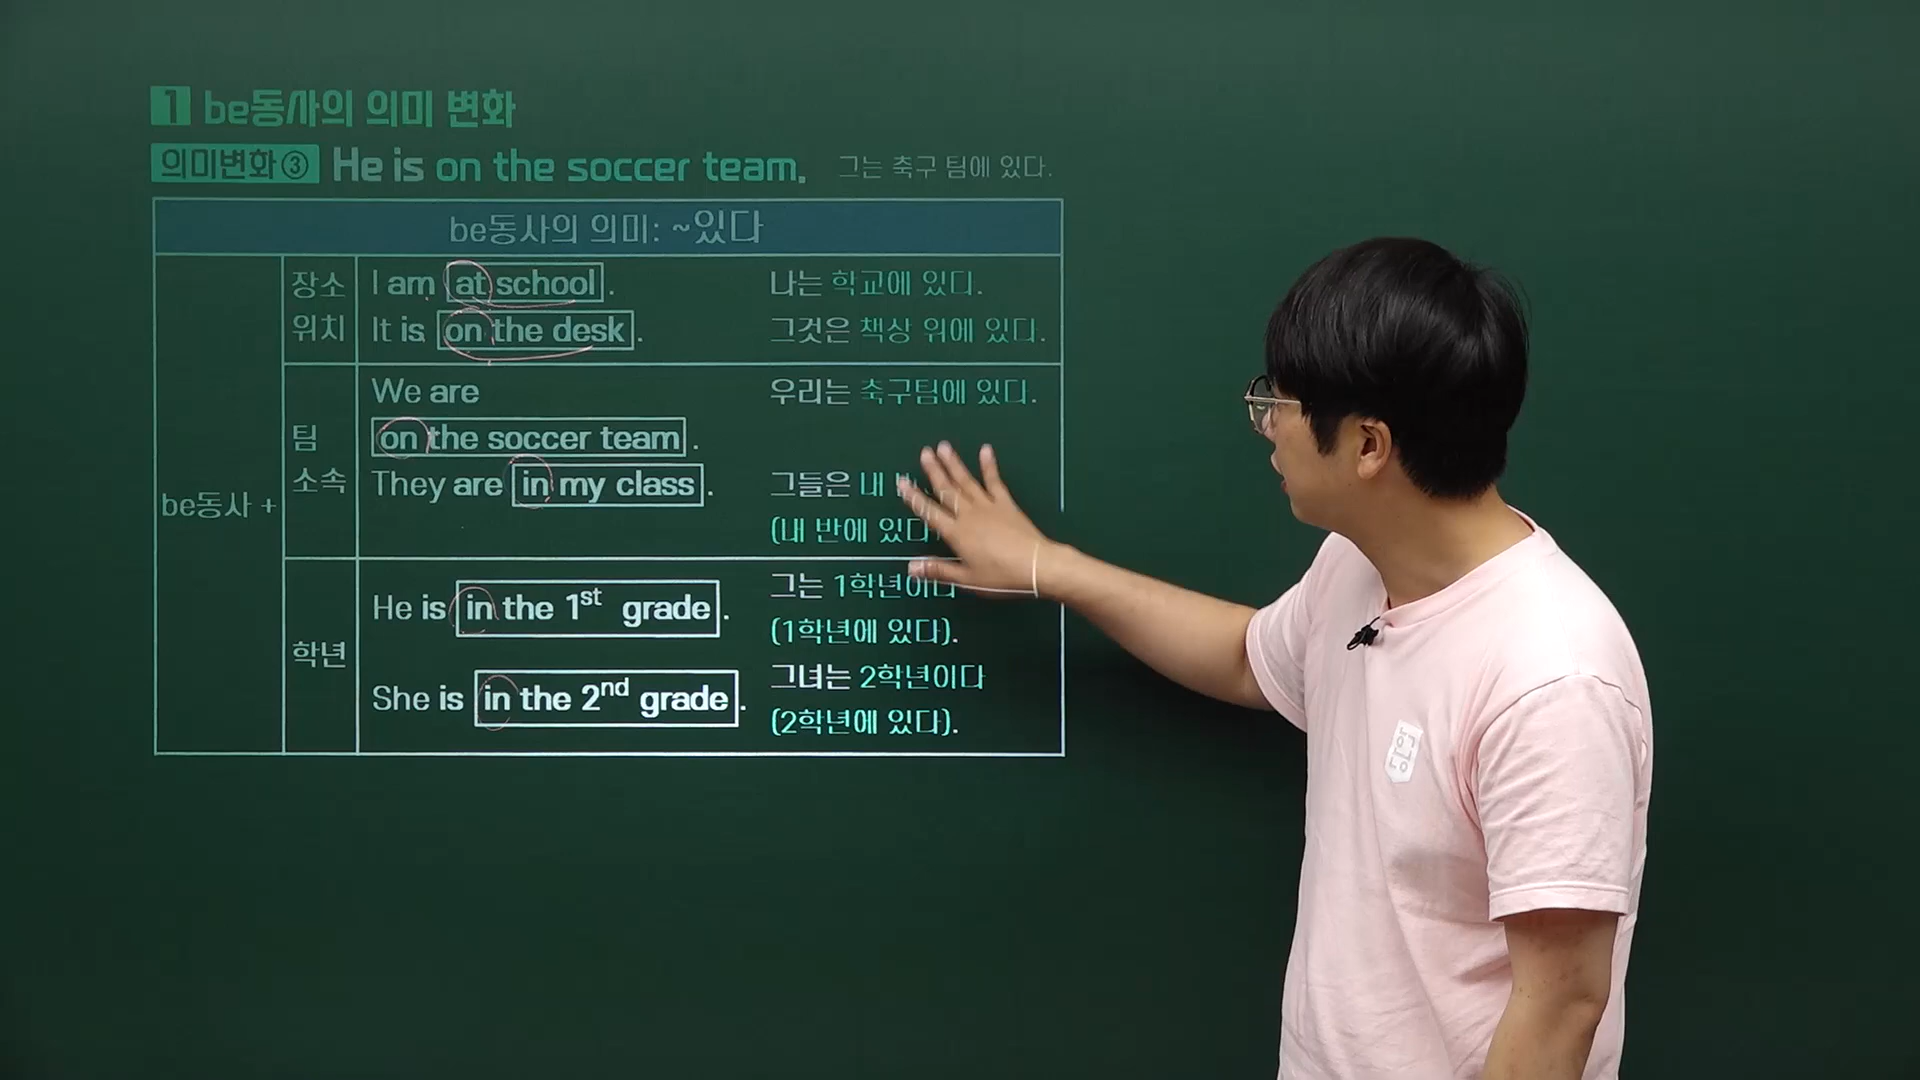 1 be동사의 의미 변화
의미변화③ He is on the soccer team. 그는 축구 팀에 있다.
be동사의 의미: ~있다
be동사 +
장소
위치
I am at school. 나는 학교에 있다.
It is on the desk. 그것은 책상 위에 있다.
팀
소속
We are 우리는 축구팀에 있다.
on the soccer team.
They are in my class. 그들은 내
(내 반에 있다
학년
He is in the 1st grade. 그는 1학년이다
(1학년에 있다).
She is in the 2nd grade. 그녀는 2학년이다
(2학년에 있다).